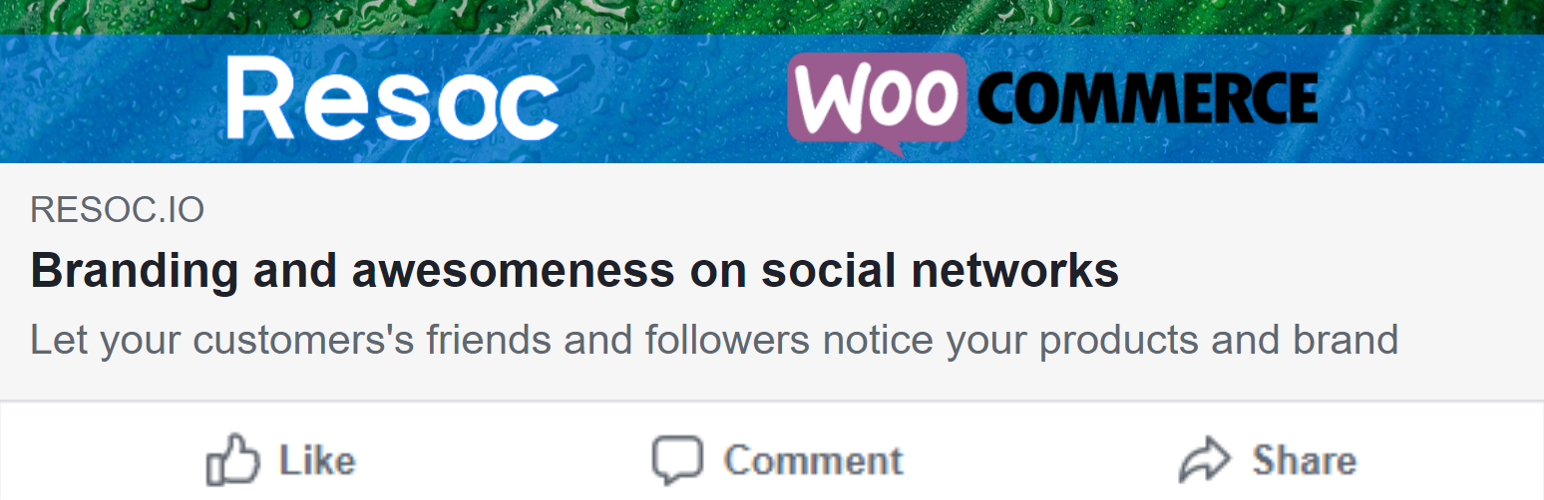 Resoc WOO COMMERCE
RESOC.IO
Branding and awesomeness on social networks
Let your customers's friends and followers notice your products and brand
Like Comment Share